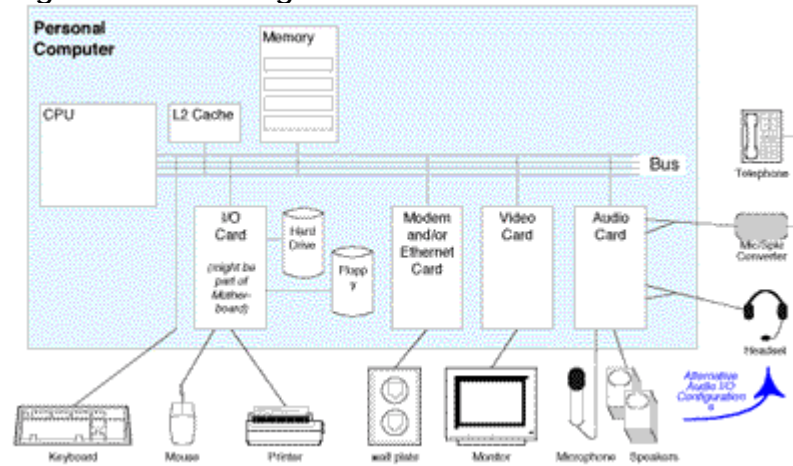 Personal
Computer
Memory
CPU
L2 Cache
Bus
Telephone
I/O
Card
(might be
part of
Mother-
board)
Hard
Drive
Flopp
y
Modem
and/or
Ethernet
Card
Video
Card
Audio
Card
Mic/Spkr
Converter
Headset
Alternative
Audio I/O
Configuration
s
Keyboard
Mouse
Printer
wall plate
Monitor
Microphone
Speakers